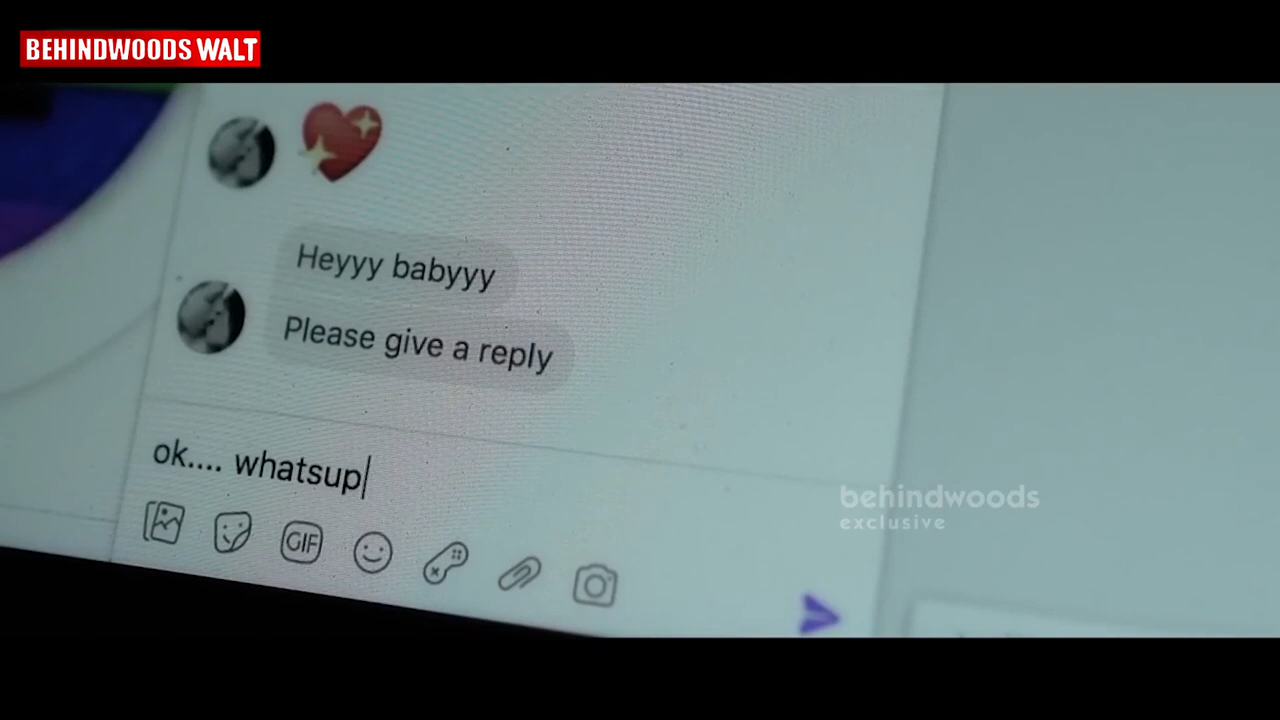 BEHINDWOODS WALT
Heyyy babyyy
Please give a reply
ok.... whatsup
GIF
behindwoods
exclusive